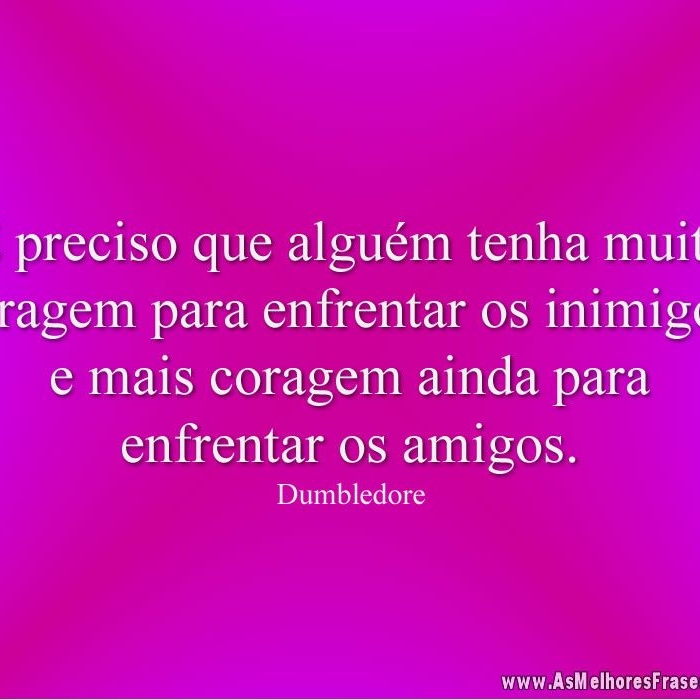 preciso que alguém tenha muit
ragem para enfrentar os inimigo
e mais coragem ainda para
enfrentar os amigos.
Dumbledore
www.AsMelhoresFrase